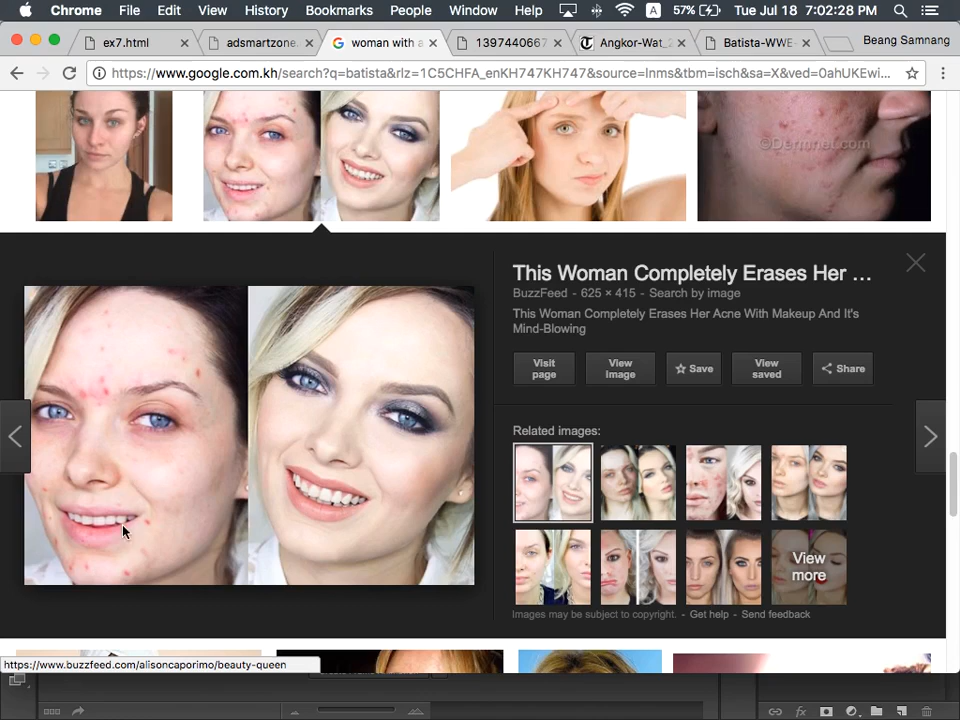 Chrome File Edit View History Bookmarks People Window Help A 57% Tue Jul 18 7:02:28 PM
ex7.html adsmartzone. G woman with a 1397440667 Angkor-Wat_ Batista-WWE- Beang Samnang
https://www.google.com.kh/search?q=batista&rlz=1C5CHFA_enKH747KH747&source=lnms&tbm=isch&sa=X&ved=0ahUKEwi...
©Dermnet.com
This Woman Completely Erases Her ...
BuzzFeed - 625 × 415 - Search by image
This Woman Completely Erases Her Acne With Makeup And It's
Mind-Blowing
Visit page View image Save View saved Share
Related images:
View
more
Images may be subject to copyright. - Get help - Send feedback
https://www.buzzfeed.com/alisoncaporimo/beauty-queen
fx